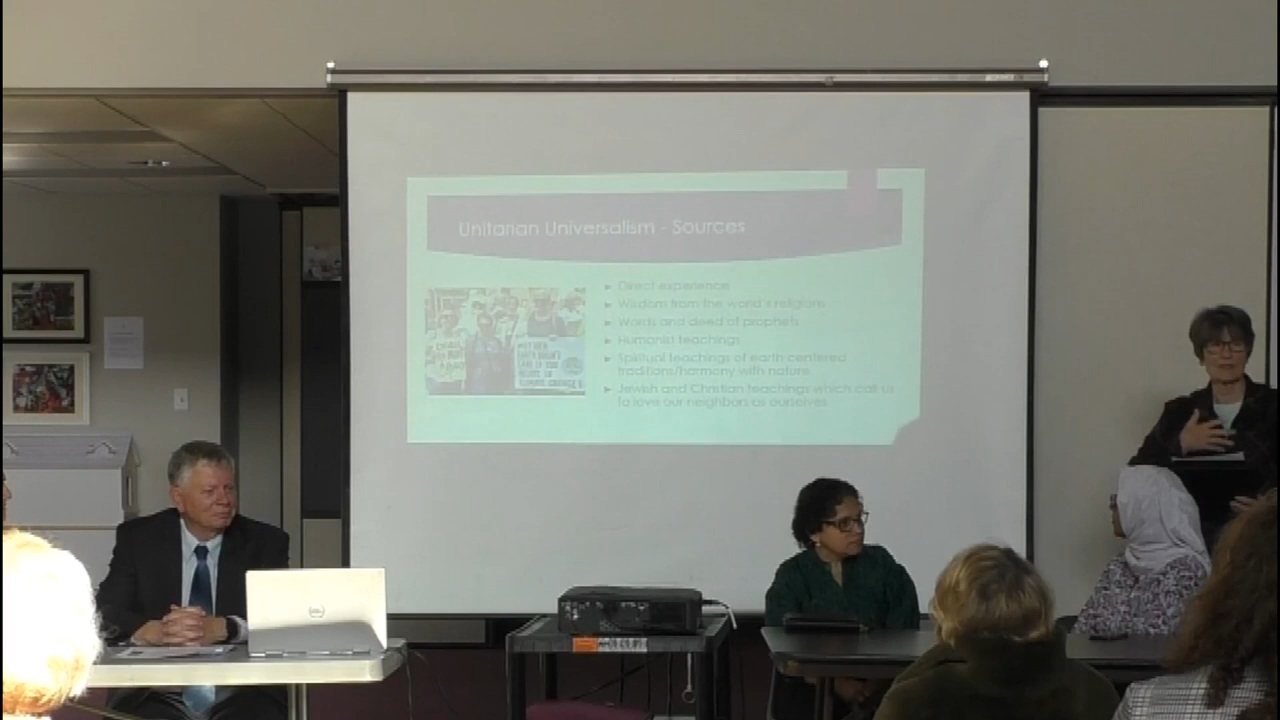 Unitarian Universalism - Sources
Direct experience
Wisdom from the world's religions
Words and deed of prophets
Humanist teachings
Spiritual teachings of earth-centered
traditions/harmony with nature
Jewish and Christian teachings which call us
to love our neighbors as ourselves
DELL